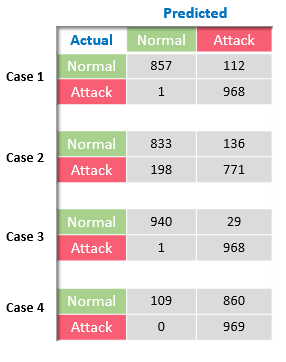 Predicted
Actual Normal Attack
Case 1
Normal 857 112
Attack 1 968
Case 2
Normal 833 136
Attack 198 771
Case 3
Normal 940 29
Attack 1 968
Case 4
Normal 109 860
Attack 0 969